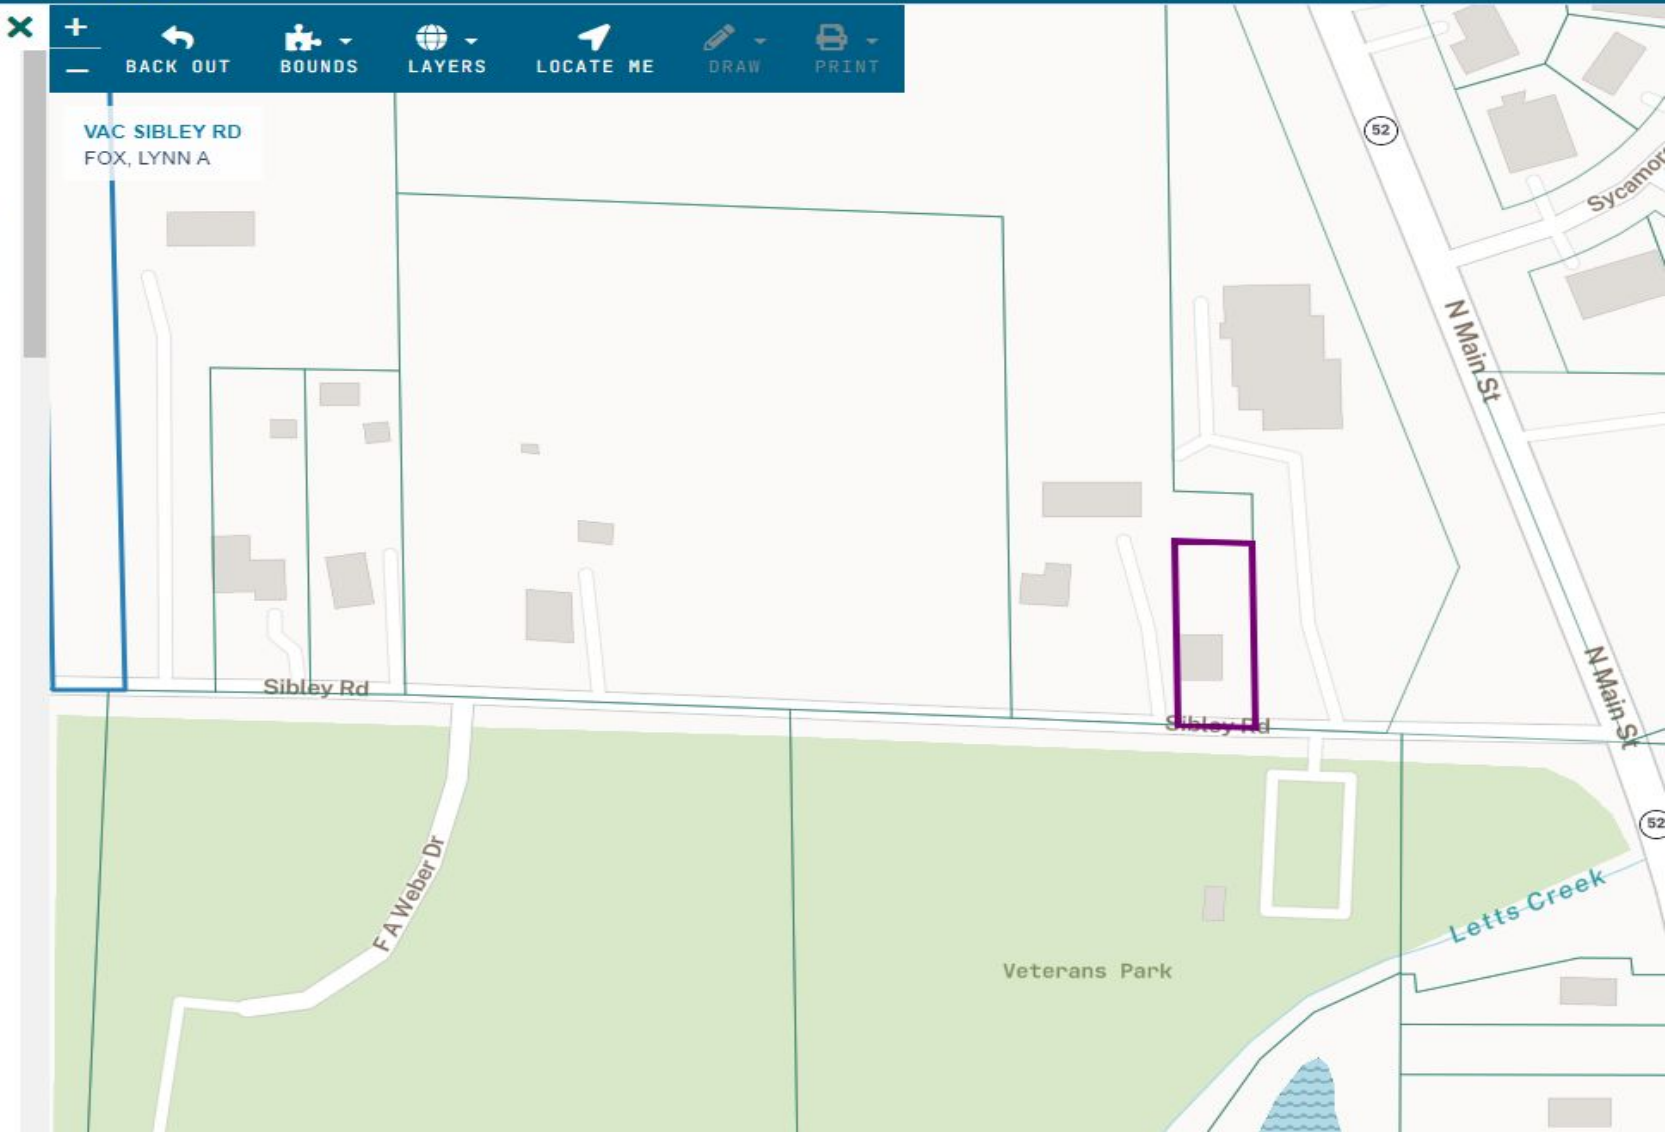 BACK OUT
BOUNDS
LAYERS
LOCATE ME
DRAW
PRINT
VAC SIBLEY RD
FOX, LYNN A
52
Sycamor
N Main St
N Main St
Sibley Rd
Sibley Rd
52
F A Weber Dr
Letts Creek
Veterans Park